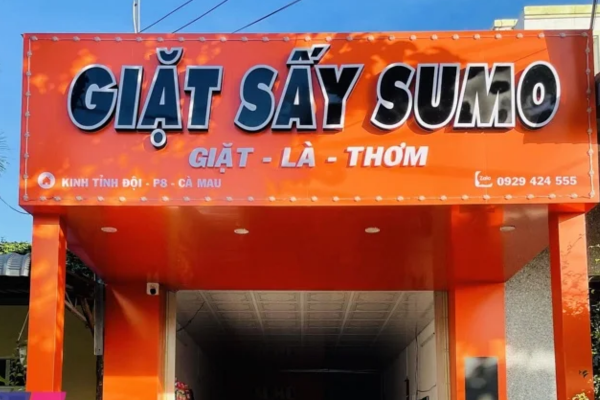 GIẶT SẤY SUMO
GIẶT - LÀ - THƠM
KINH TỈNH ĐỘI - P8 - CÀ MAU
0929 424 555